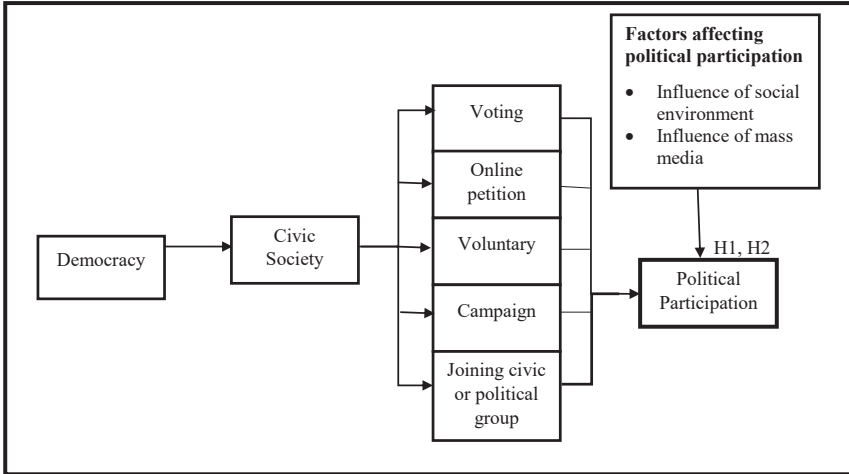 Factors affecting
political participation
• Influence of social
environment
• Influence of mass
media
Voting
Online
petition
Voluntary
Campaign
Joining civic
or political
group
Democracy
Civic
Society
H1, H2
Political
Participation